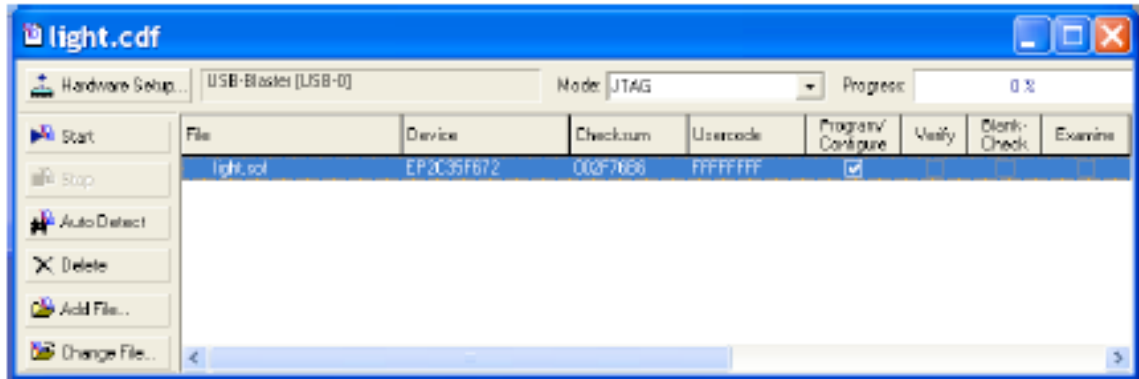 light.cdf
Hardware Setup... USB-Blaster [USB-0] Mode: JTAG Progress: 0 %
Start File Device Checksum Usercode Program/ Configure Verify Blank- Check Examine
light.sof EP2C35F672 002F76B6 FFFFFFFF
Stop
Auto Detect
Delete
Add File...
Change File...